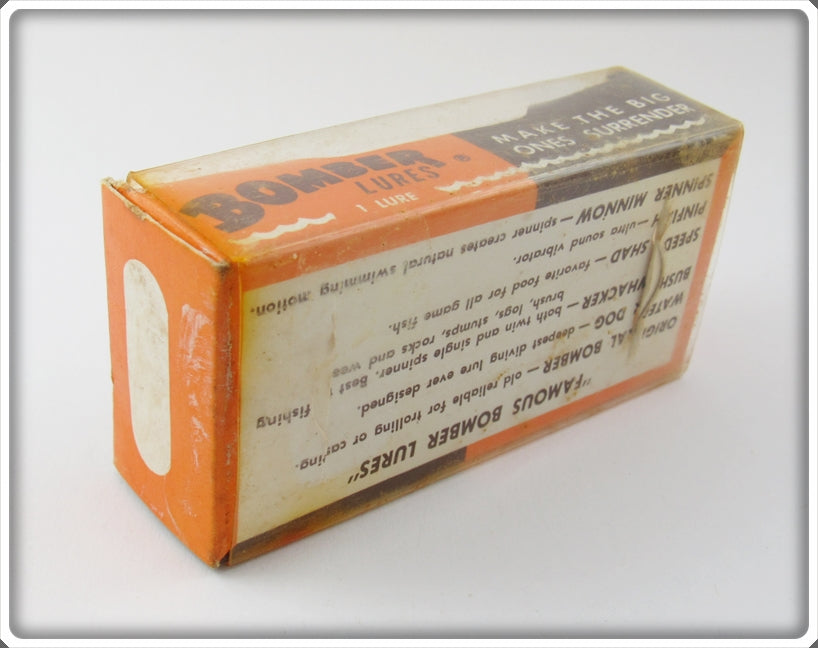 BOMBER
LURES ®
1 LURE
MAKE THE BIG
ONES SURRENDER
"FAMOUS BOMBER LURES"
ORIGINAL BOMBER — old reliable for trolling or casting.
WATER DOG — deepest diving lure ever designed.
BUSHWHACKER — both twin and single spinner. Best fishing
brush, logs, stumps, rocks and
SPEED SHAD — favorite food for all game fish.
PINFISH — ultra sound vibrator.
SPINNER MINNOW — spinner creates natural swimming motion.